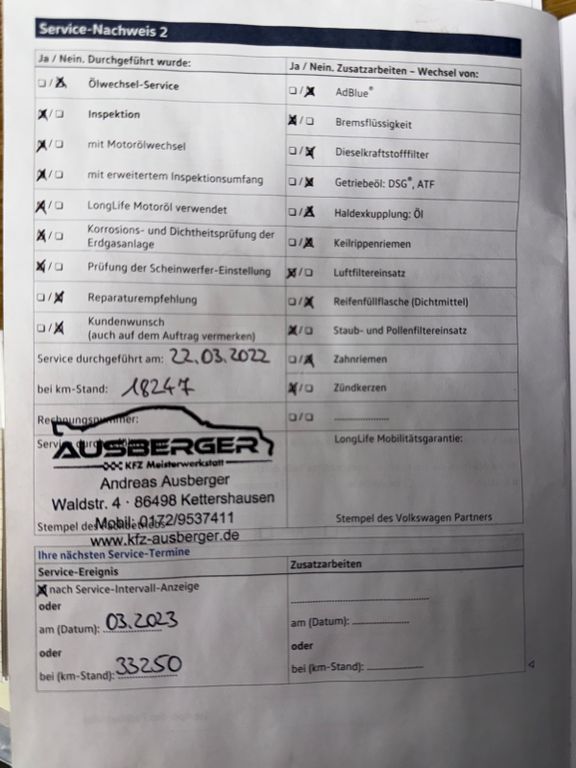 Service-Nachweis 2
Ja / Nein. Durchgeführt wurde:
☐/☒ Ölwechsel-Service
☒/☐ Inspektion
☒/☐ mit Motorölwechsel
☒/☐ mit erweitertem Inspektionsumfang
☒/☐ LongLife Motoröl verwendet
☒/☐ Korrosions- und Dichtheitsprüfung der
Erdgasanlage
☒/☐ Prüfung der Scheinwerfer-Einstellung
☐/☒ Reparaturempfehlung
☐/☒ Kundenwunsch
(auch auf dem Auftrag vermerken)
Service durchgeführt am: 22.03.2022
bei km-Stand: 18247
Rechnungsnummer:
AUSBERGER
KFZ Meisterwerkstatt
Andreas Ausberger
Waldstr. 4 · 86498 Kettershausen
Mobil: 0172/9537411
www.kfz-ausberger.de
Stempel des
Ja / Nein. Zusatzarbeiten – Wechsel von:
☐/☒ AdBlue®
☒/☐ Bremsflüssigkeit
☐/☒ Dieselkraftstofffilter
☐/☒ Getriebeöl: DSG®, ATF
☐/☒ Haldexkupplung: Öl
☐/☒ Keilrippenriemen
☒/☐ Luftfiltereinsatz
☐/☒ Reifenfüllflasche (Dichtmittel)
☒/☐ Staub- und Pollenfiltereinsatz
☐/☒ Zahnriemen
☒/☐ Zündkerzen
☐/☐
LongLife Mobilitätsgarantie:
Stempel des Volkswagen Partners
Ihre nächsten Service-Termine
Service-Ereignis
☒ nach Service-Intervall-Anzeige
oder
am (Datum): 03.2023
oder
bei (km-Stand): 33250
Zusatzarbeiten
am (Datum):
oder
bei (km-Stand):